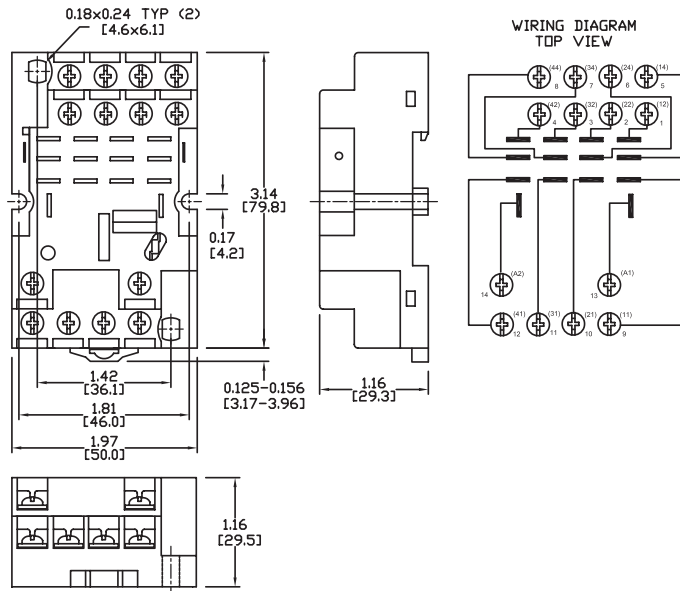 0.18x0.24 TYP (2)
[4.6x6.1]
3.14
[79.8]
0.17
[4.2]
1.42
[36.1]
0.125-0.156
[3.17-3.96]
1.81
[46.0]
1.97
[50.0]
1.16
[29.3]
1.16
[29.5]
WIRING DIAGRAM
TOP VIEW
(44) (34) (24) (14)
8 7 6 5
(42) (32) (22) (12)
4 3 2 1
(A2) (A1)
14 13
(41) (31) (21) (11)
12 11 10 9